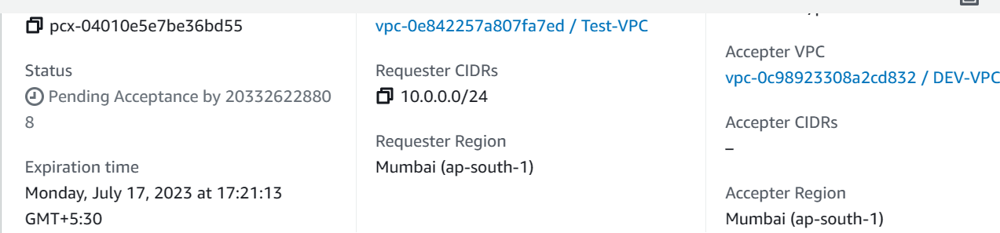 pcx-04010e5e7be36bd55
Status
Pending Acceptance by 20332622880
8
Expiration time
Monday, July 17, 2023 at 17:21:13
GMT+5:30
vpc-0e842257a807fa7ed / Test-VPC
Requester CIDRs
10.0.0.0/24
Requester Region
Mumbai (ap-south-1)
Accepter VPC
vpc-0c98923308a2cd832 / DEV-VPC
Accepter CIDRs
–
Accepter Region
Mumbai (ap-south-1)